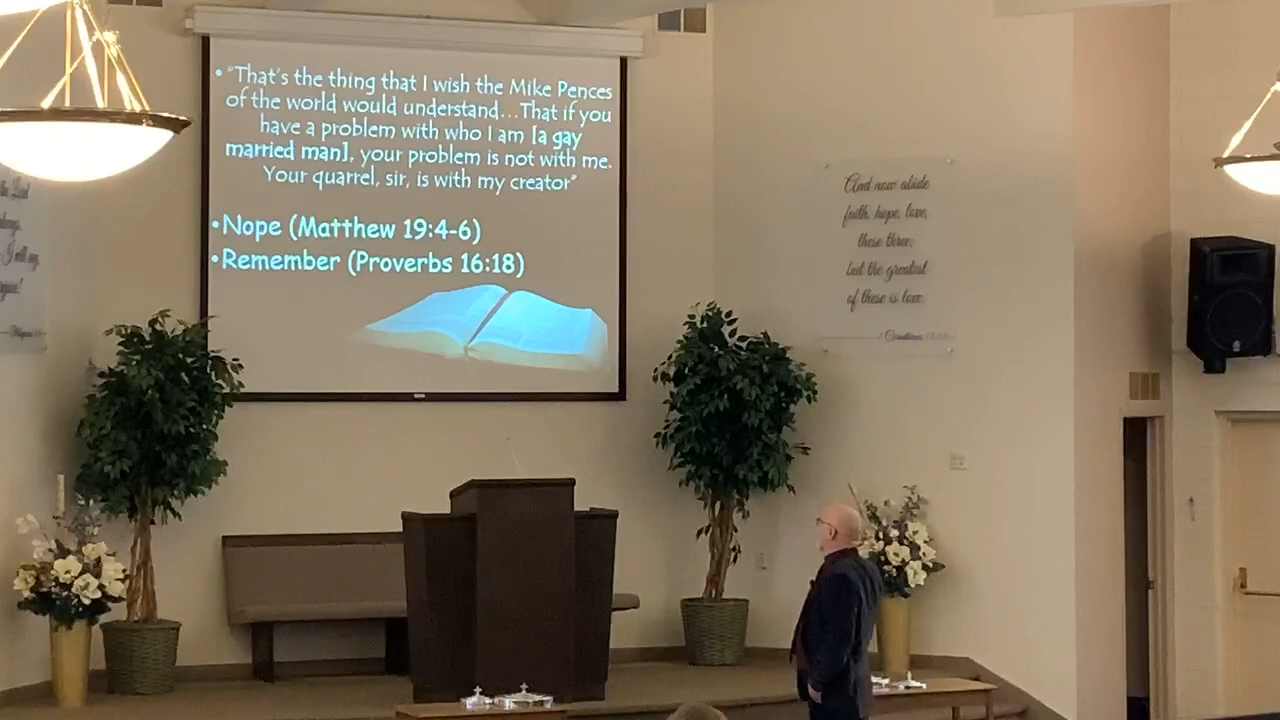 • "That's the thing that I wish the Mike Pences
of the world would understand...That if you
have a problem with who I am [a gay
married man], your problem is not with me.
Your quarrel, sir, is with my creator"
• Nope (Matthew 19:4-6)
• Remember (Proverbs 16:18)
And now abide
faith, hope, love,
these three;
but the greatest
of these is love.